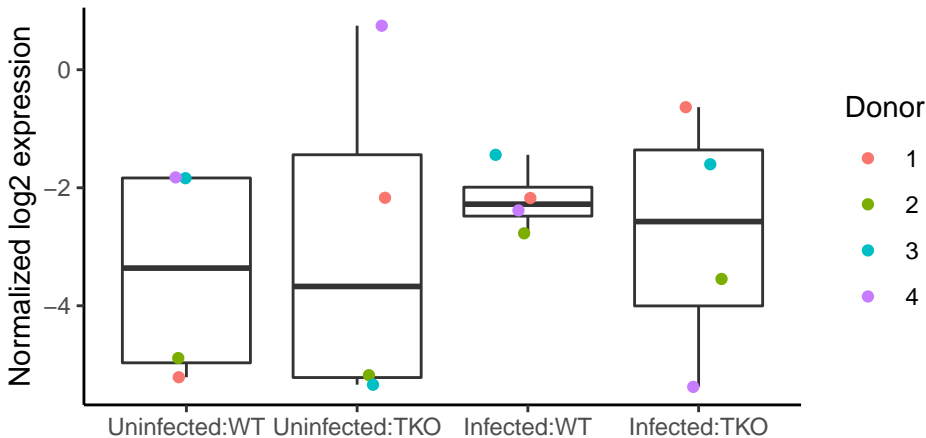 Normalized log2 expression
0
−2
−4
Uninfected:WT
Uninfected:TKO
Infected:WT
Infected:TKO
Donor
1
2
3
4